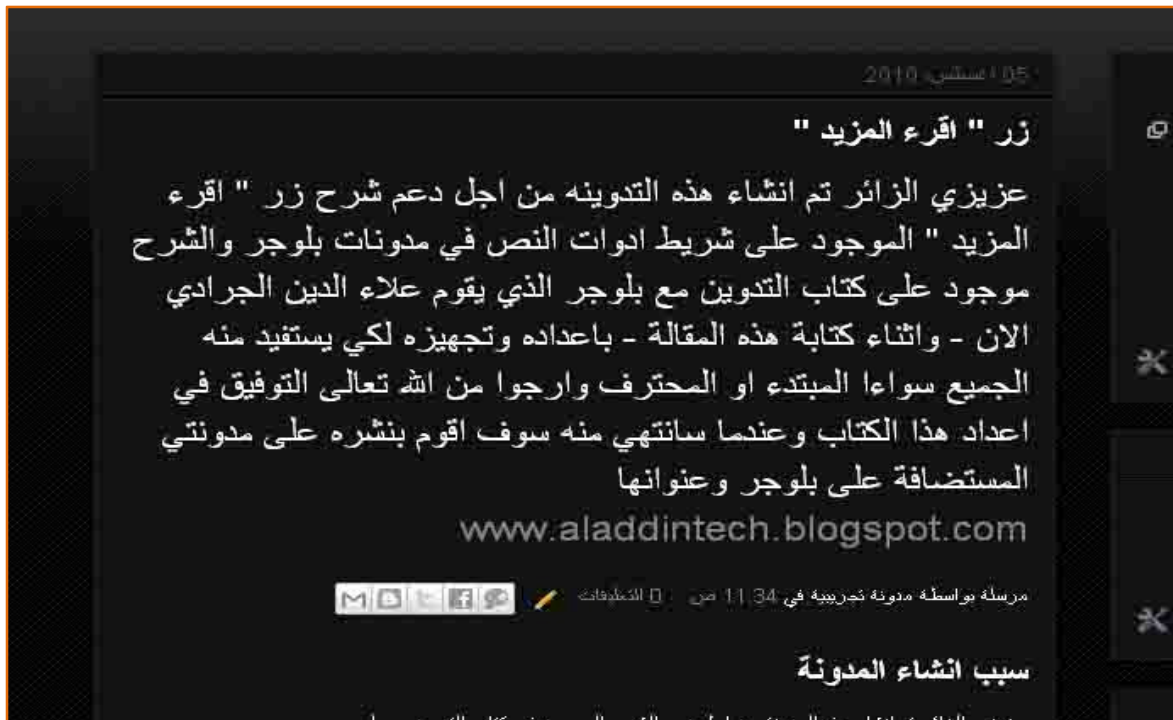 05 اغسطس، 2010
زر " اقرء المزيد "
عزيزي الزائر تم انشاء هذه التدوينه من اجل دعم شرح زر " اقرء
المزيد " الموجود على شريط ادوات النص في مدونات بلوجر والشرح
موجود على كتاب التدوين مع بلوجر الذي يقوم علاء الدين الجرادي
الان - واثناء كتابة هذه المقالة - باعداده وتجهيزه لكي يستفيد منه
الجميع سواءا المبتدء او المحترف وارجوا من الله تعالى التوفيق في
اعداد هذا الكتاب وعندما سانتهي منه سوف اقوم بنشره على مدونتي
المستضافة على بلوجر وعنوانها
www.aladdintech.blogspot.com
مرسلة بواسطة مدونة تجريبية في 11:34 ص 0 التعليقات
سبب انشاء المدونة